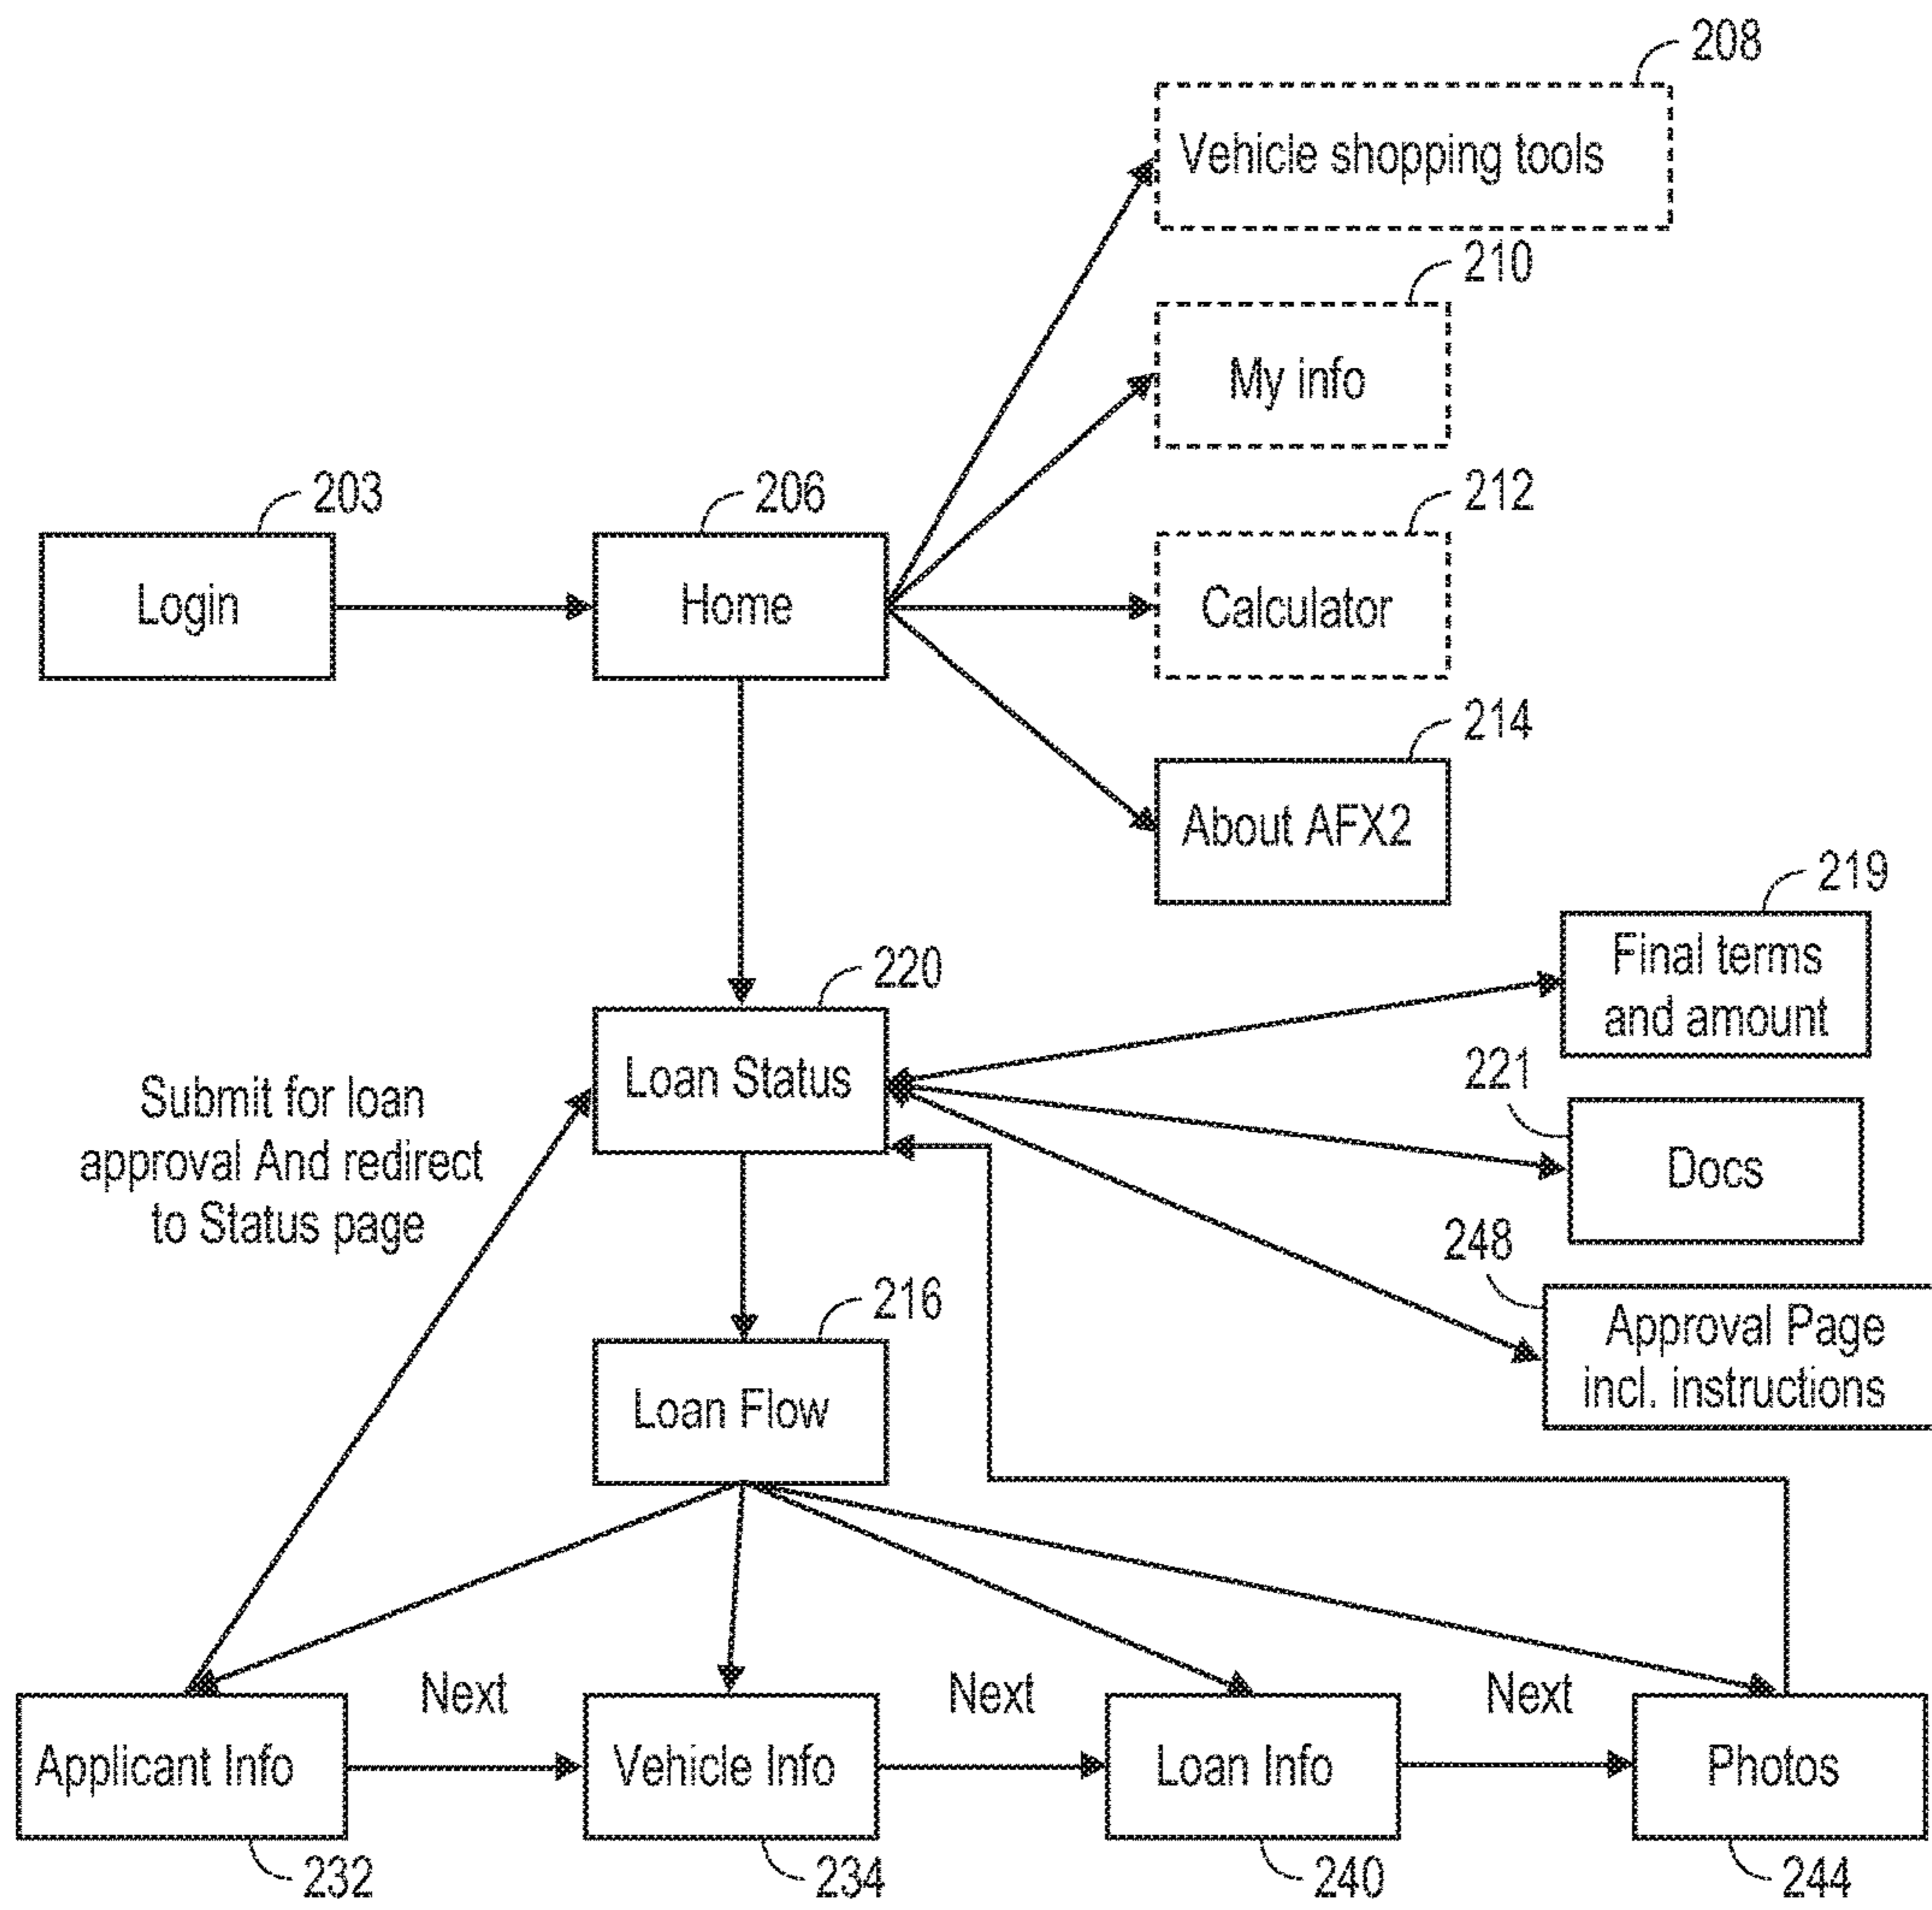 208
Vehicle shopping tools
210
My info
203
206
212
Login
Home
Calculator
214
About AFX2
219
220
Final terms
and amount
Loan Status
221
Submit for loan
approval And redirect
to Status page
Docs
248
216
Approval Page
incl. instructions
Loan Flow
Next
Next
Next
Applicant Info
Vehicle Info
Loan Info
Photos
232
234
240
244